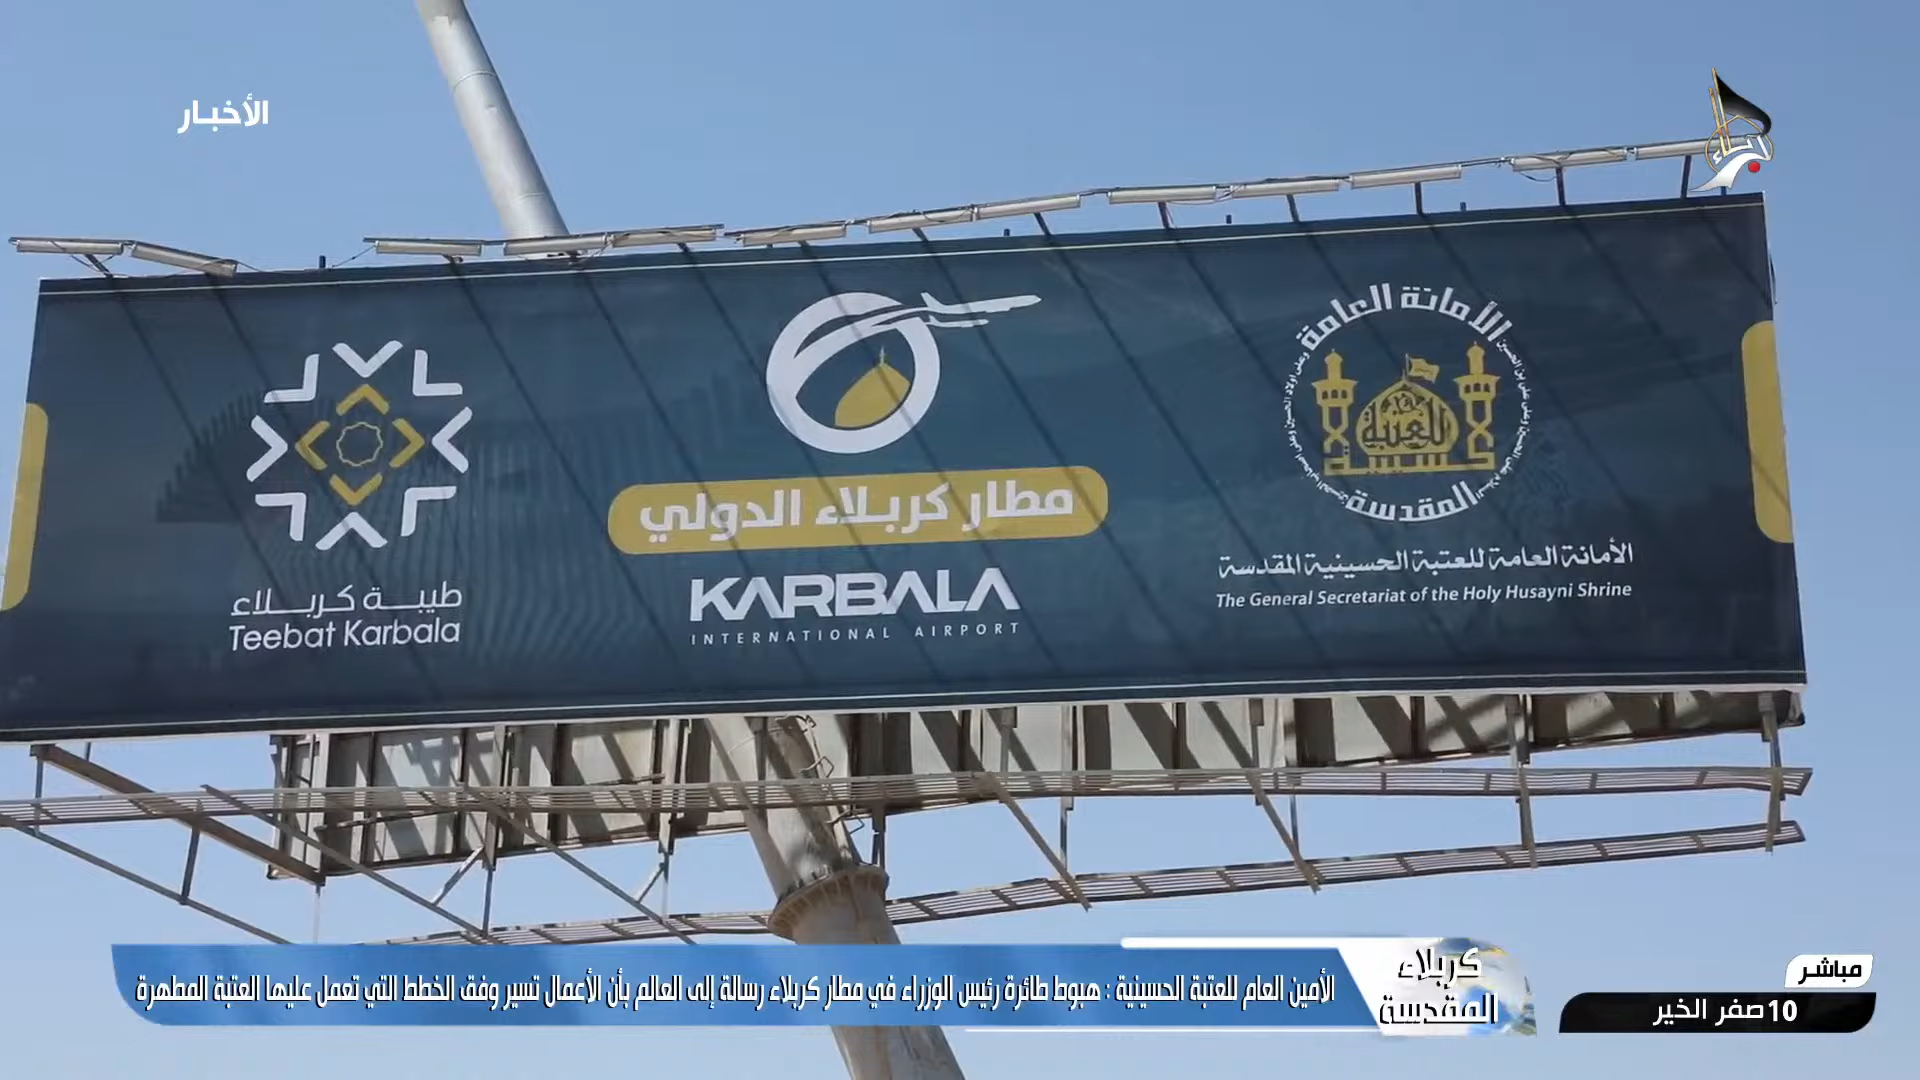 الأخبار
الأمانة العامة
للعتبة
المقدسة
مطار كربلاء الدولي
KARBALA
INTERNATIONAL AIRPORT
الأمانة العامة للعتبة الحسينية المقدسة
The General Secretariat of the Holy Husayni Shrine
طيبة كربلاء
Teebat Karbala
كربلاء
المقدسة
الأمين العام للعتبة الحسينية : هبوط طائرة رئيس الوزراء في مطار كربلاء رسالة إلى العالم بأن الأعمال تسير وفق الخطط التي تعمل عليها العتبة المطهرة
مباشر
10 صفر الخير